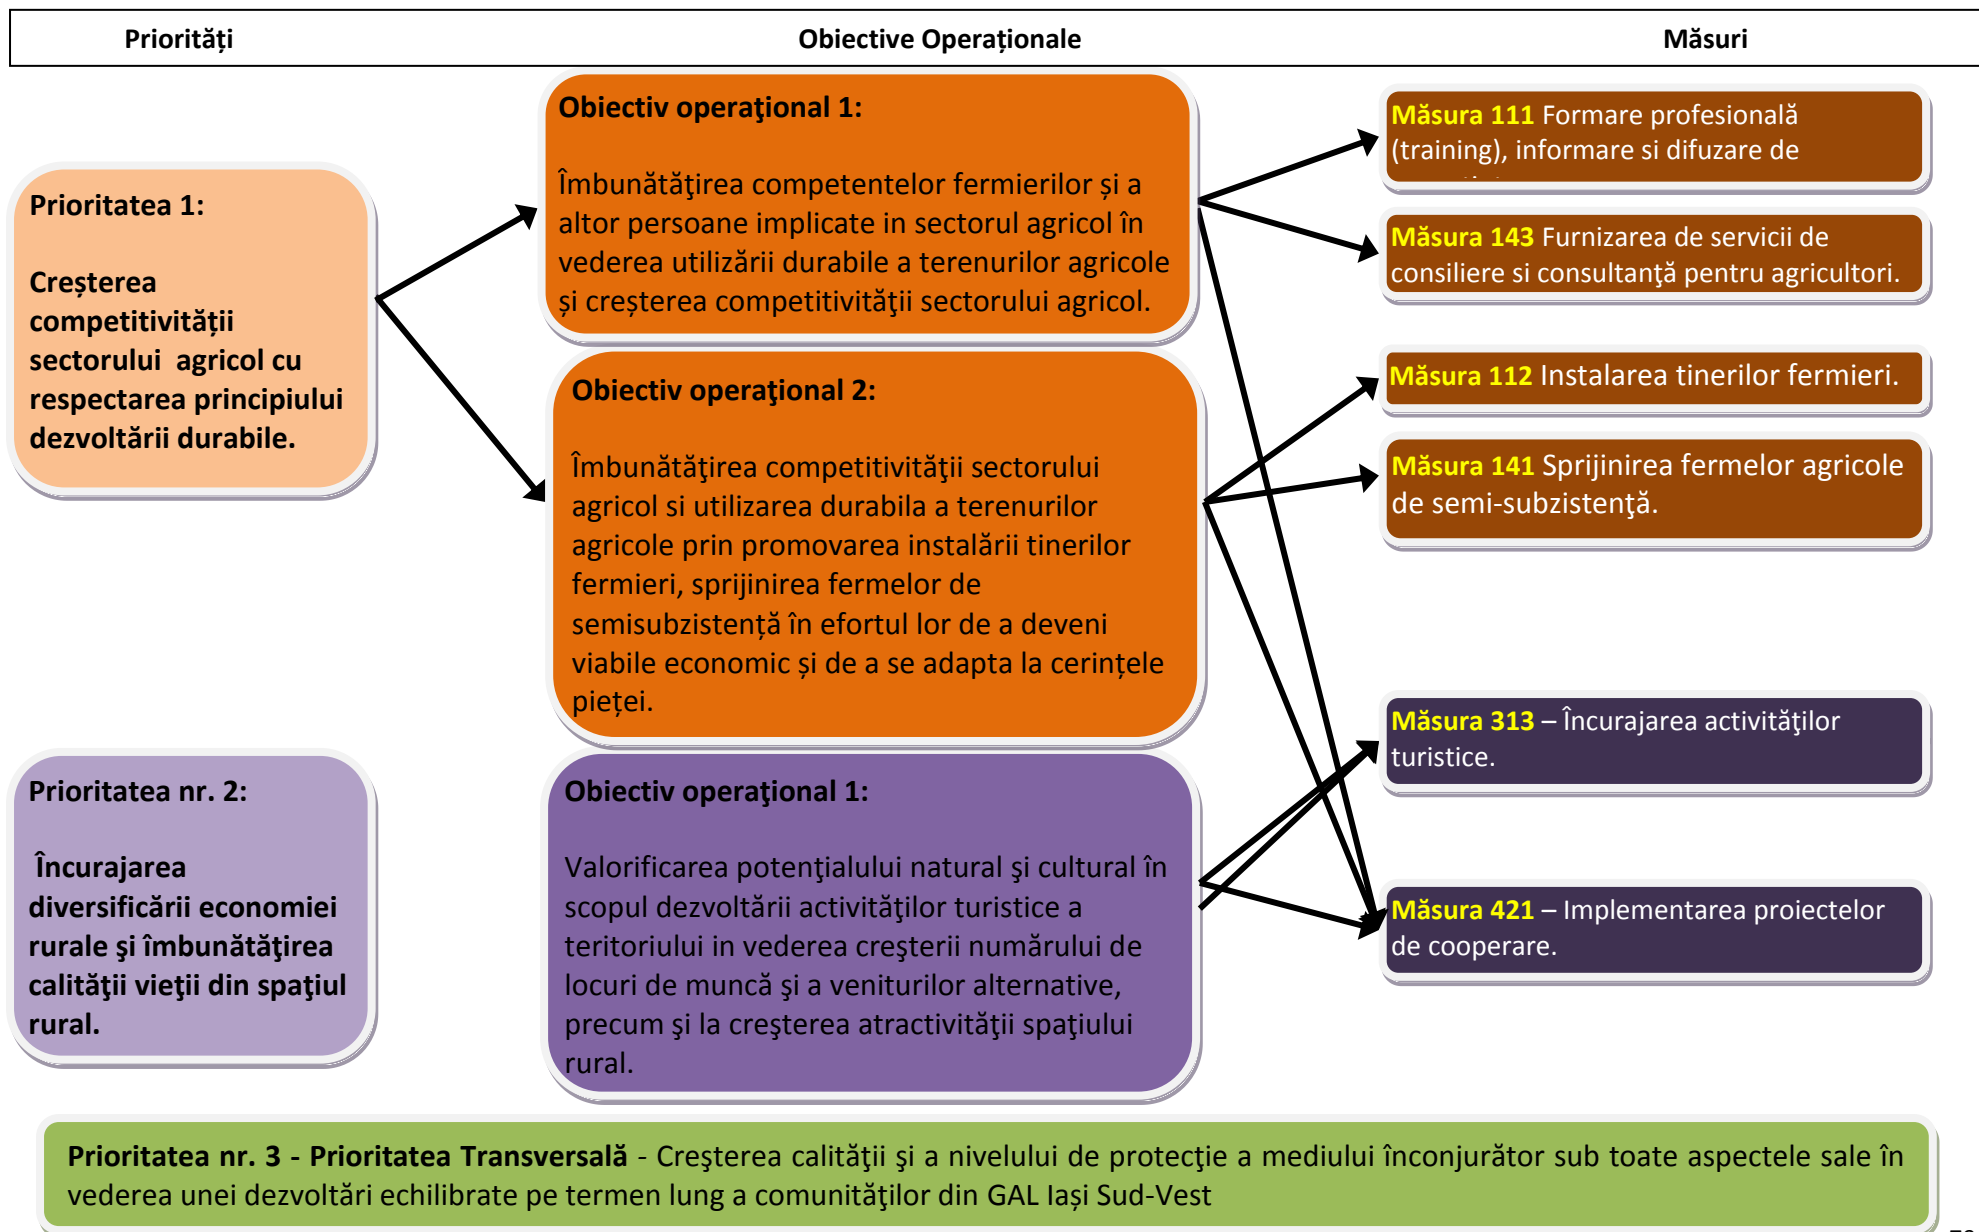 Priorități Obiective Operaționale Măsuri
Prioritatea 1:
Creșterea
competitivității
sectorului agricol cu
respectarea principiului
dezvoltării durabile.
Obiectiv operaţional 1:
Îmbunătăţirea competentelor fermierilor și a
altor persoane implicate in sectorul agricol în
vederea utilizării durabile a terenurilor agricole
și creșterea competitivităţii sectorului agricol.
Măsura 111 Formare profesională
(training), informare si difuzare de
Măsura 143 Furnizarea de servicii de
consiliere si consultanţă pentru agricultori.
Obiectiv operaţional 2:
Îmbunătăţirea competitivităţii sectorului
agricol si utilizarea durabila a terenurilor
agricole prin promovarea instalării tinerilor
fermieri, sprijinirea fermelor de
semisubzistență în efortul lor de a deveni
viabile economic și de a se adapta la cerințele
pieței.
Măsura 112 Instalarea tinerilor fermieri.
Măsura 141 Sprijinirea fermelor agricole
de semi-subzistenţă.
Prioritatea nr. 2:
Încurajarea
diversificării economiei
rurale şi îmbunătăţirea
calităţii vieţii din spaţiul
rural.
Obiectiv operaţional 1:
Valorificarea potenţialului natural şi cultural în
scopul dezvoltării activităţilor turistice a
teritoriului in vederea creşterii numărului de
locuri de muncă şi a veniturilor alternative,
precum şi la creşterea atractivităţii spaţiului
rural.
Măsura 313 – Încurajarea activităţilor
turistice.
Măsura 421 – Implementarea proiectelor
de cooperare.
Prioritatea nr. 3 - Prioritatea Transversală - Creşterea calităţii şi a nivelului de protecţie a mediului înconjurător sub toate aspectele sale în
vederea unei dezvoltări echilibrate pe termen lung a comunităţilor din GAL Iași Sud-Vest